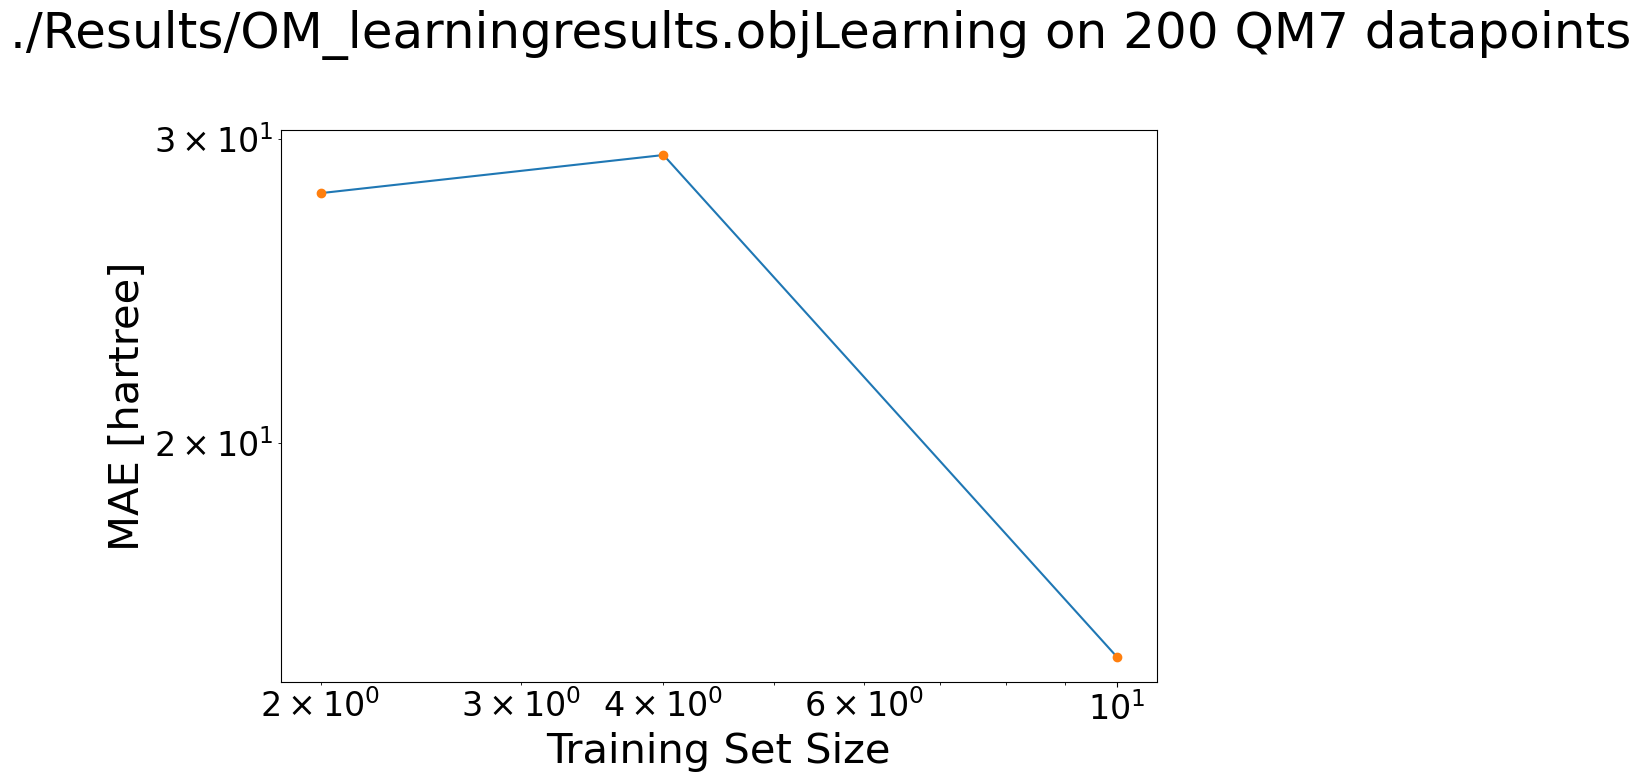 ./Results/OM_learningresults.objLearning on 200 QM7 datapoints
3 × 10¹
2 × 10¹
MAE [hartree]
2 × 10⁰ 3 × 10⁰ 4 × 10⁰ 6 × 10⁰ 10¹
Training Set Size